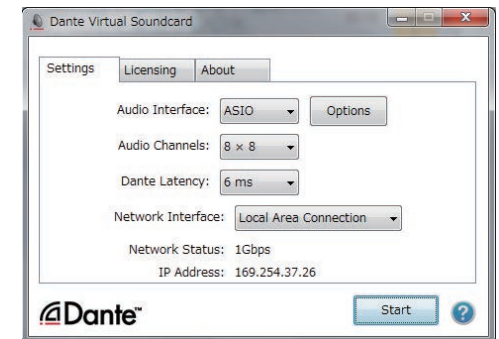 Dante Virtual Soundcard
Settings Licensing About
Audio Interface: ASIO Options
Audio Channels: 8 × 8
Dante Latency: 6 ms
Network Interface: Local Area Connection
Network Status: 1Gbps
IP Address: 169.254.37.26
Dante™ Start ?